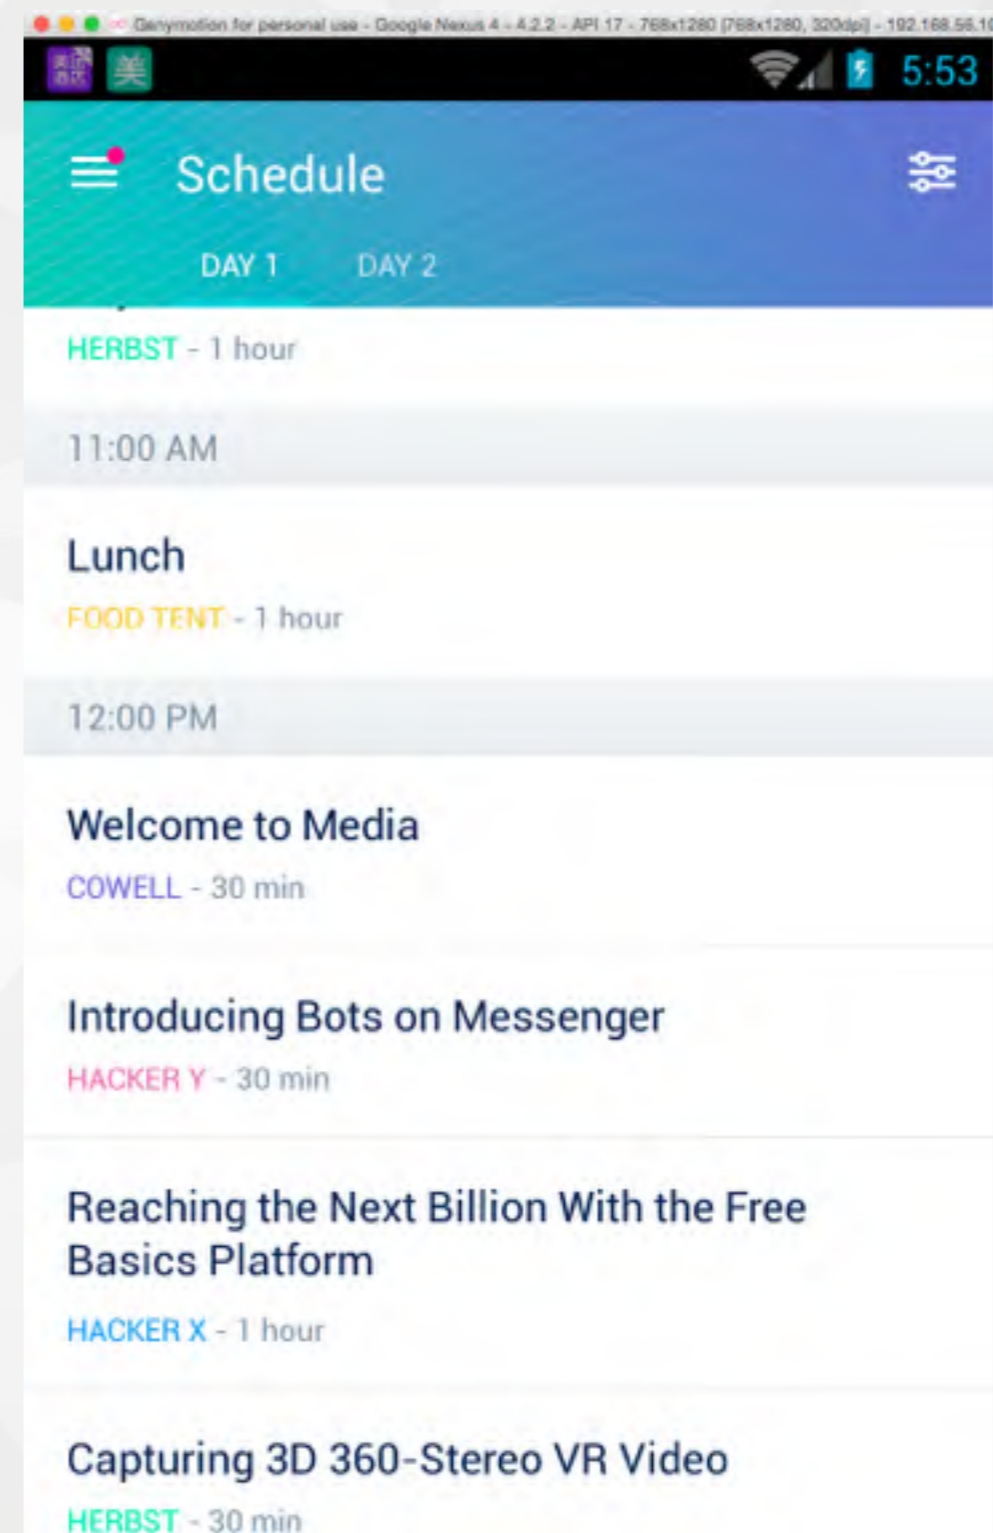 Genymotion for personal use - Google Nexus 4 - 4.2.2 - API 17 - 768x1280 (768x1280, 320dpi) - 192.168.56.10
美
5:53
Schedule
DAY 1 DAY 2
HERBST - 1 hour
11:00 AM
Lunch
FOOD TENT - 1 hour
12:00 PM
Welcome to Media
COWELL - 30 min
Introducing Bots on Messenger
HACKER Y - 30 min
Reaching the Next Billion With the Free
Basics Platform
HACKER X - 1 hour
Capturing 3D 360-Stereo VR Video
HERBST - 30 min